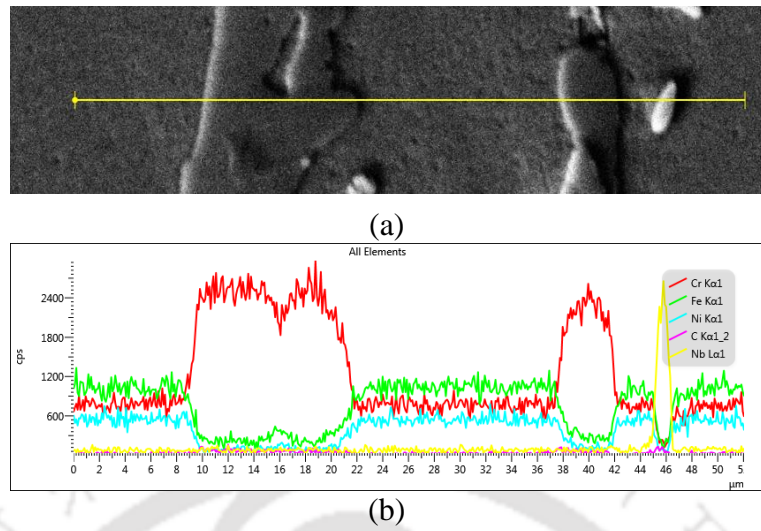 (a)
All Elements
Cr Kα1
Fe Kα1
Ni Kα1
C Kα1_2
Nb Lα1
cps
2400
1800
1200
600
0 2 4 6 8 10 12 14 16 18 20 22 24 26 28 30 32 34 36 38 40 42 44 46 48 50 5
μm
(b)